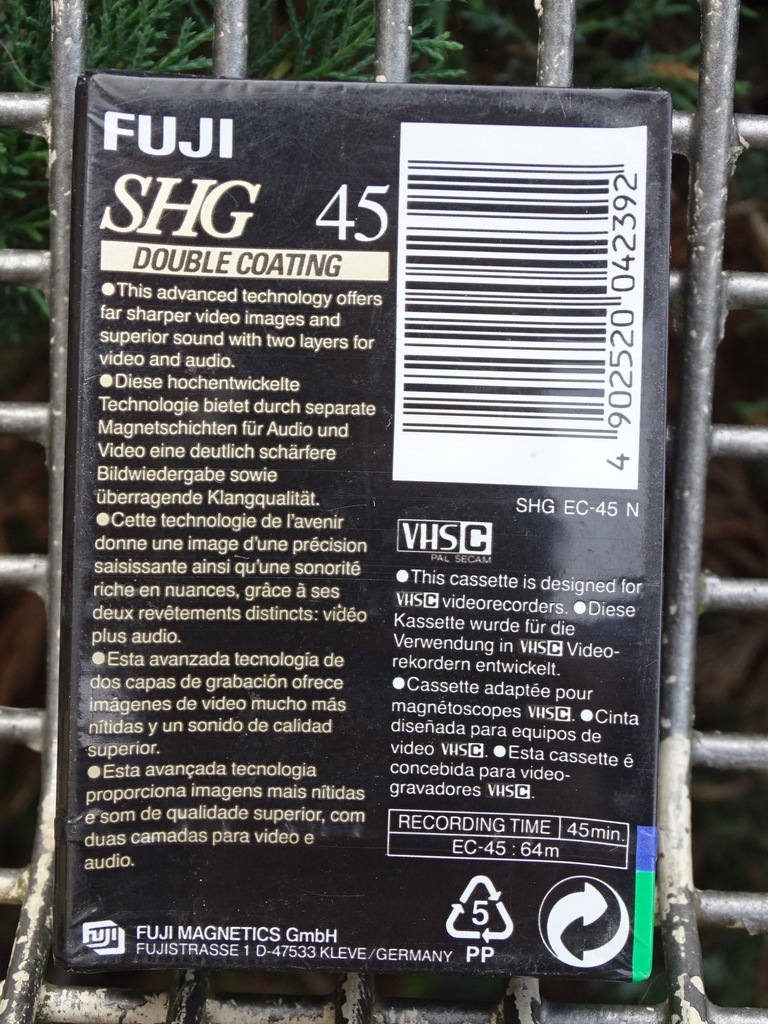 FUJI
SHG 45
DOUBLE COATING
●This advanced technology offers
far sharper video images and
superior sound with two layers for
video and audio.
●Diese hochentwickelte
Technologie bietet durch separate
Magnetschichten für Audio und
Video eine deutlich schärfere
Bildwiedergabe sowie
überragende Klangqualität.
●Cette technologie de l'avenir
donne une image d'une précision
saisissante ainsi qu'une sonorité
riche en nuances, grâce à ses
deux revêtements distincts: vidéo
plus audio.
●Esta avanzada tecnología de
dos capas de grabación ofrece
imágenes de video mucho más
nítidas y un sonido de calidad
superior.
●Esta avançada tecnologia
proporciona imagens mais nítidas
e som de qualidade superior, com
duas camadas para video e
audio.
4 902520 042392
SHG EC-45 N
VHS C
PAL SECAM
●This cassette is designed for
VHS C videorecorders. ●Diese
Kassette wurde für die
Verwendung in VHS C Video-
rekordern entwickelt.
●Cassette adaptée pour
magnétoscopes VHS C. ●Cinta
diseñada para equipos de
video VHS C. ●Esta cassette é
concebida para video-
gravadores VHS C.
RECORDING TIME 45min.
EC-45 : 64m
5
PP
FUJI
FUJI MAGNETICS GmbH
FUJISTRASSE 1 D-47533 KLEVE/GERMANY